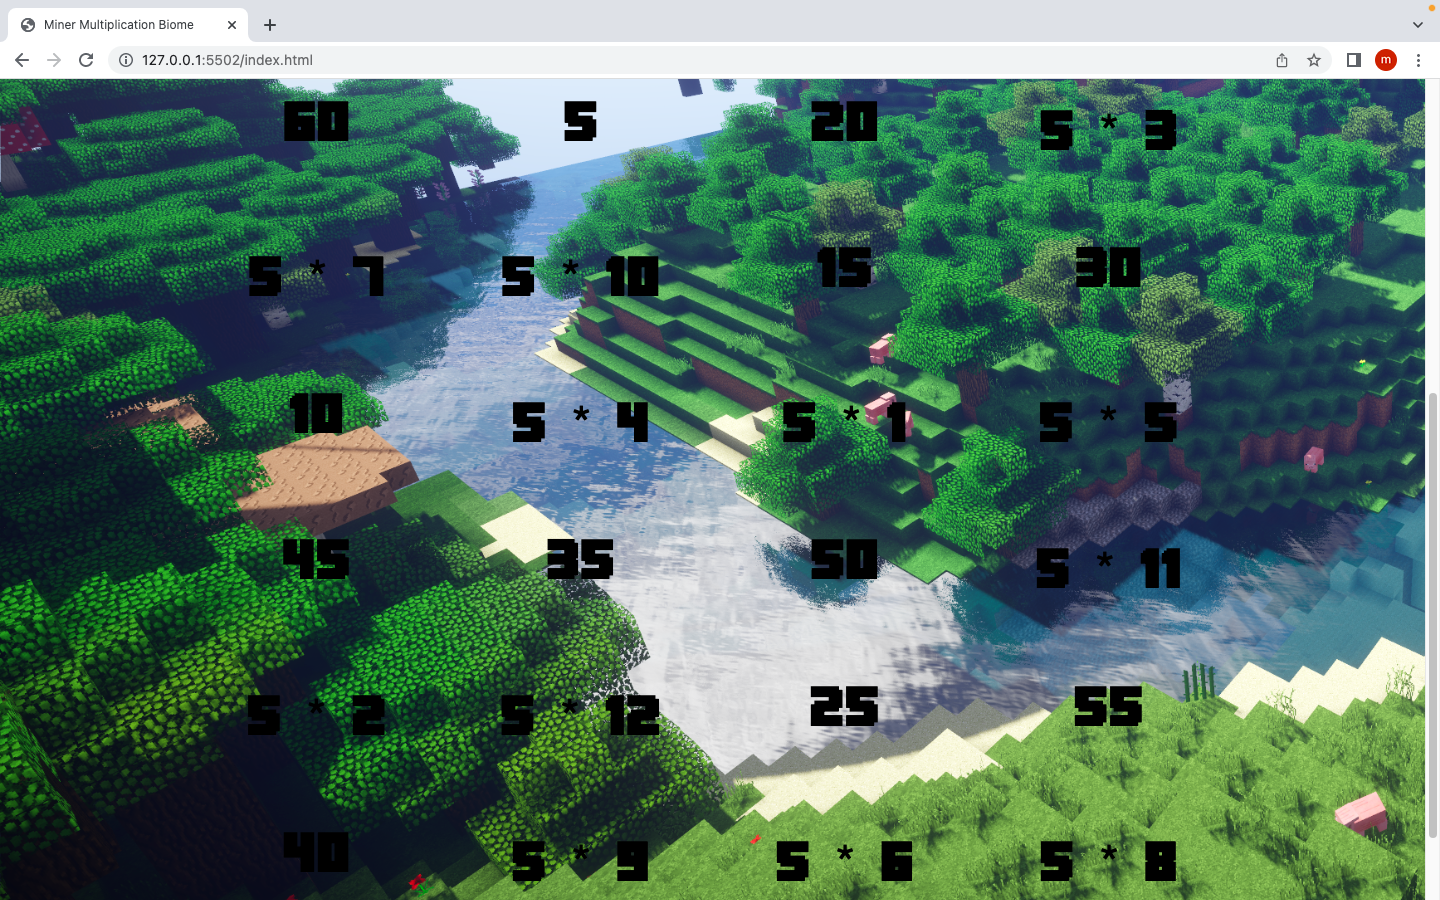 Miner Multiplication Biome
127.0.0.1:5502/index.html
m
60 5 20 5 * 3
5 * 7 5 * 10 15 30
10 5 * 4 5 * 1 5 * 5
45 35 50 5 * 11
5 * 2 5 * 12 25 55
40 5 * 9 5 * 6 5 * 8